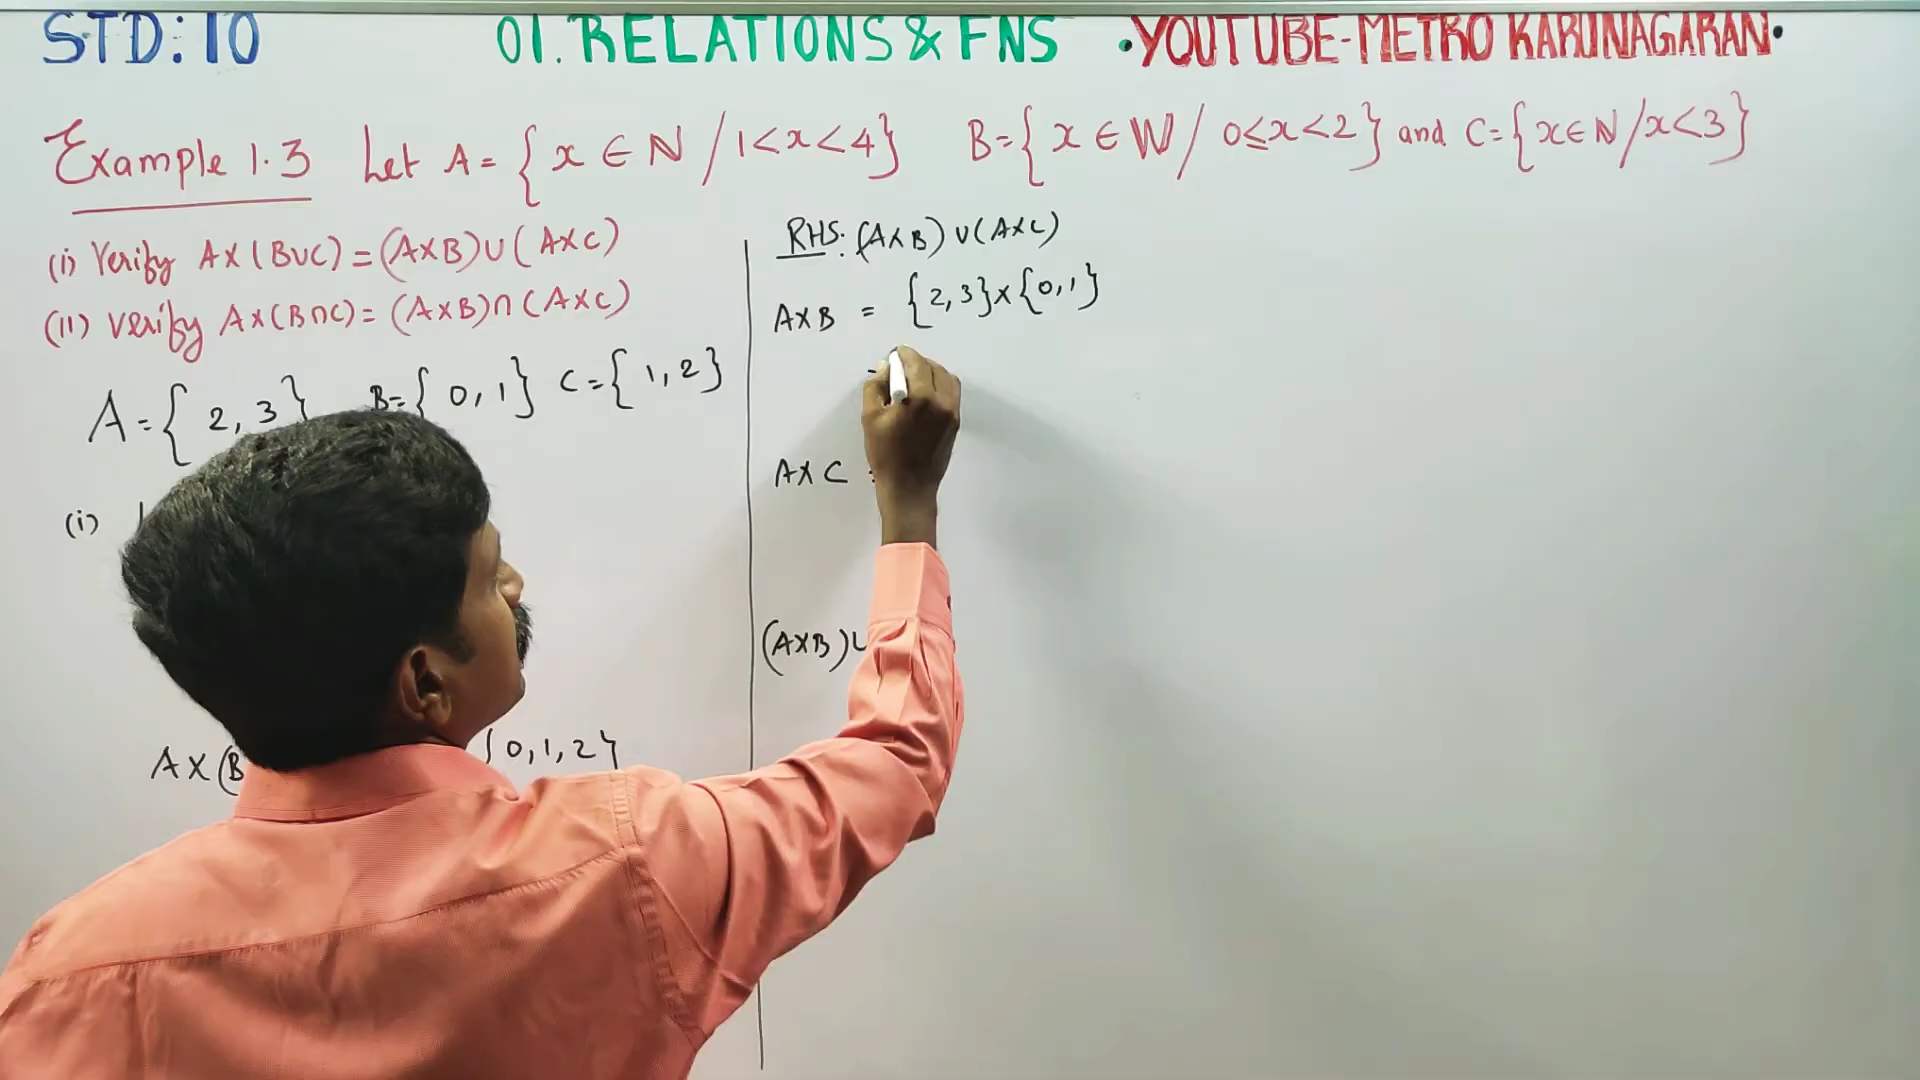 STD: 10 01. RELATIONS & FNS • YOUTUBE-METRO KARUNAGARAN •
Example 1.3 Let A = { x ∈ N / 1<x<4} B={ x ∈ W / 0≤x<2} and C={x∈N/x<3}
(i) Verify A×(B∪C) = (A×B)∪(A×C)
(ii) Verify A×(B∩C) = (A×B)∩(A×C)
A = { 2, 3 } B={ 0, 1 } C={ 1, 2 }
(i)
A×(B { 0, 1, 2 }
RHS: (A×B) ∪ (A×C)
A×B = {2, 3}×{0, 1}
A×C
(A×B)∪